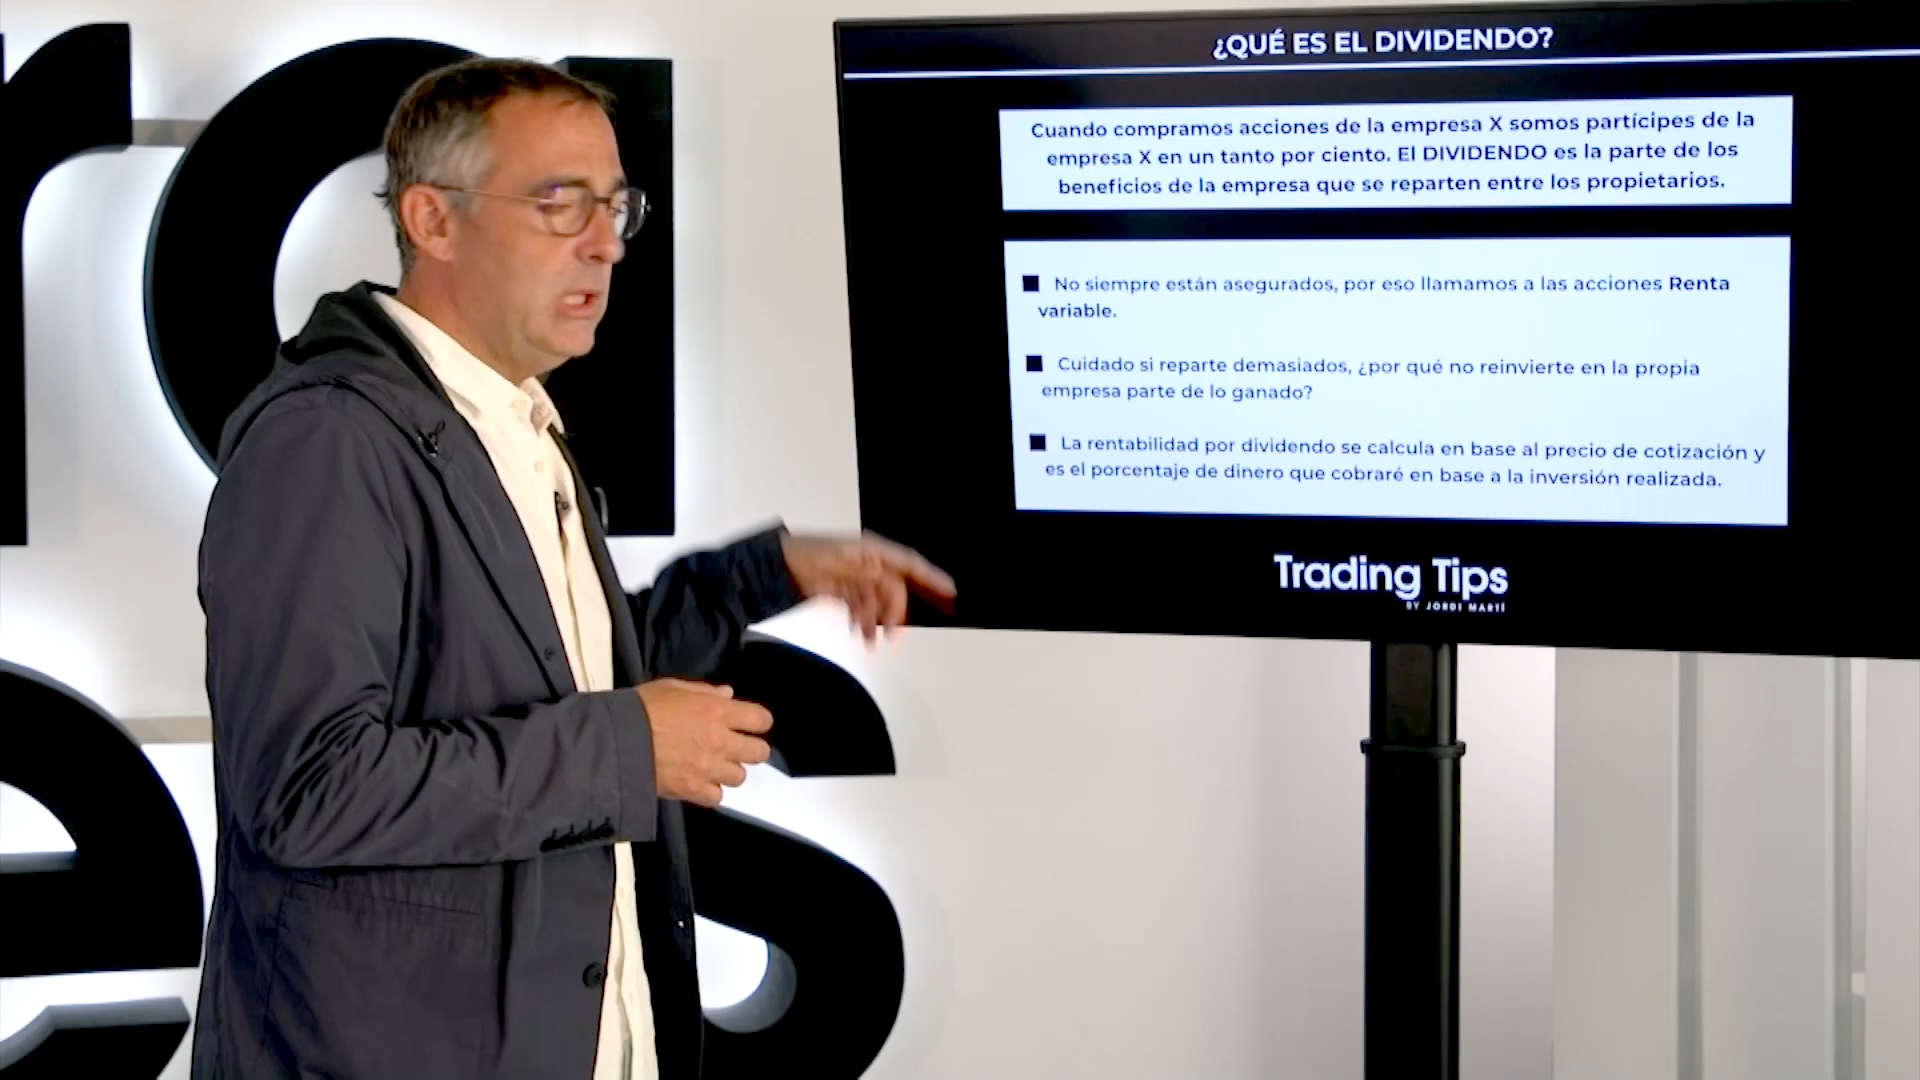 ¿QUÉ ES EL DIVIDENDO?
Cuando compramos acciones de la empresa X somos partícipes de la
empresa X en un tanto por ciento. El DIVIDENDO es la parte de los
beneficios de la empresa que se reparten entre los propietarios.
No siempre están asegurados, por eso llamamos a las acciones Renta
variable.
Cuidado si reparte demasiados, ¿por qué no reinvierte en la propia
empresa parte de lo ganado?
La rentabilidad por dividendo se calcula en base al precio de cotización y
es el porcentaje de dinero que cobraré en base a la inversión realizada.
Trading Tips
BY JORDI MARTÍ